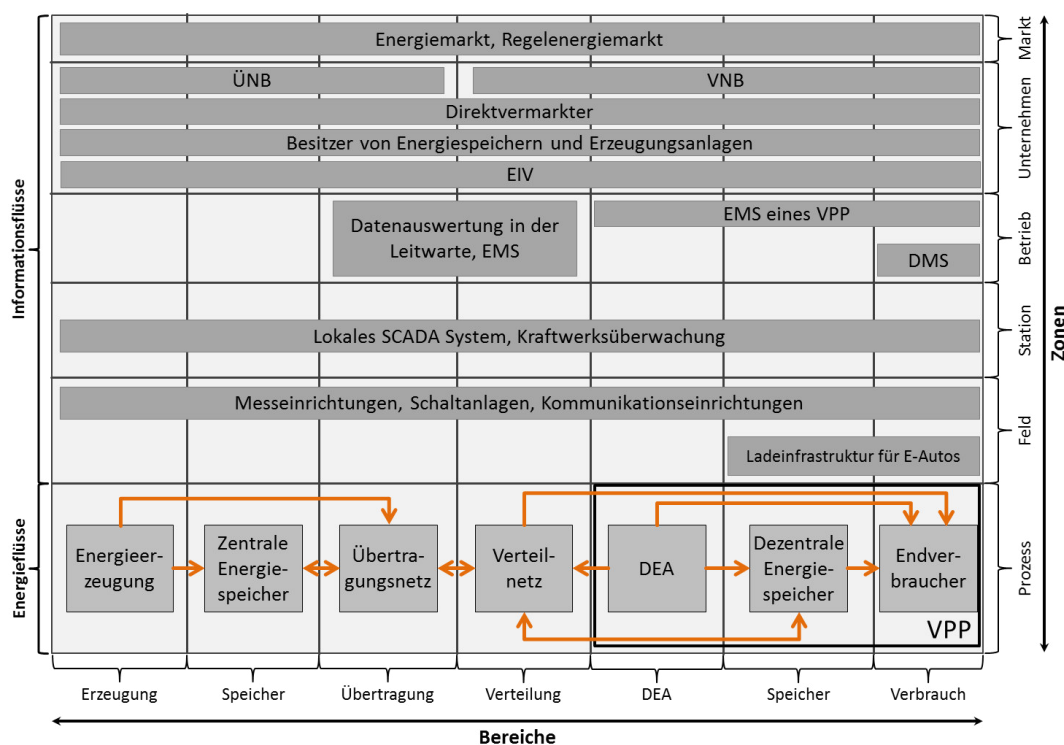 Energiemarkt, Regelenergiemarkt
Markt
ÜNB
VNB
Direktvermarkter
Besitzer von Energiespeichern und Erzeugungsanlagen
EIV
Unternehmen
Informationsflüsse
Datenauswertung in der
Leitwarte, EMS
EMS eines VPP
DMS
Betrieb
Lokales SCADA System, Kraftwerksüberwachung
Station
Zonen
Messeinrichtungen, Schaltanlagen, Kommunikationseinrichtungen
Ladeinfrastruktur für E-Autos
Feld
Energieflüsse
Energieer-
zeugung
Zentrale
Energie-
speicher
Übertra-
gungsnetz
Verteil-
netz
DEA
Dezentrale
Energie-
speicher
Endver-
braucher
VPP
Prozess
Erzeugung
Speicher
Übertragung
Verteilung
DEA
Speicher
Verbrauch
Bereiche